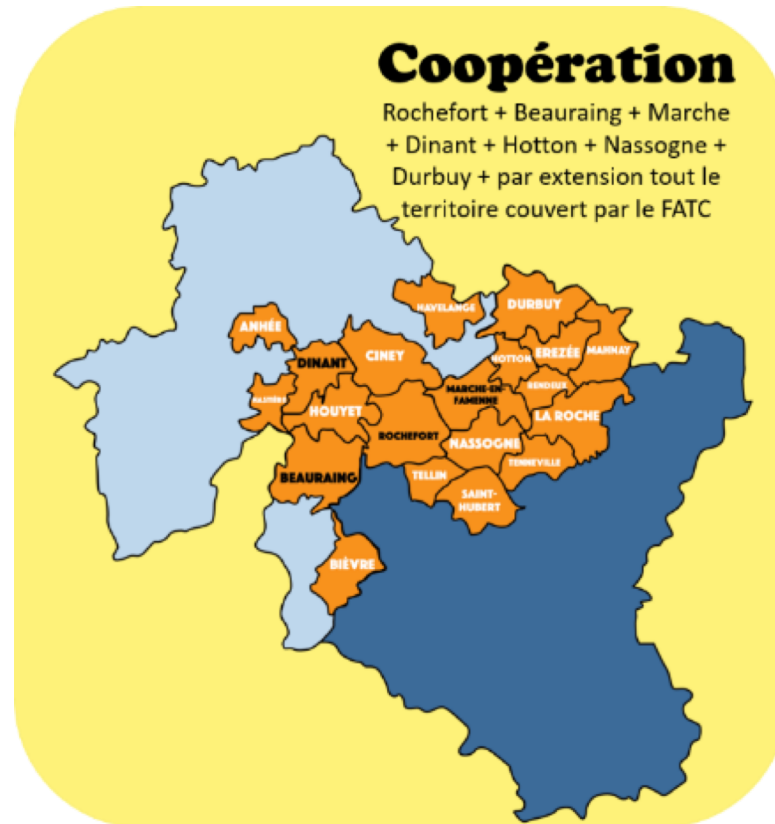 Coopération
Rochefort + Beauraing + Marche
+ Dinant + Hotton + Nassogne +
Durbuy + par extension tout le
territoire couvert par le FATC
HAVELANGE
DURBUY
ANHÉE
CINEY
DINANT
HOTTON
EREZÉE
MAHNAY
MARCHE-EN-
FAMENNE
RENDEUX
HASTIÈRE
HOUYET
LA ROCHE
ROCHEFORT
NASSOGNE
TENNEVILLE
BEAURAING
TELLIN
SAINT-
HUBERT
BIÈVRE